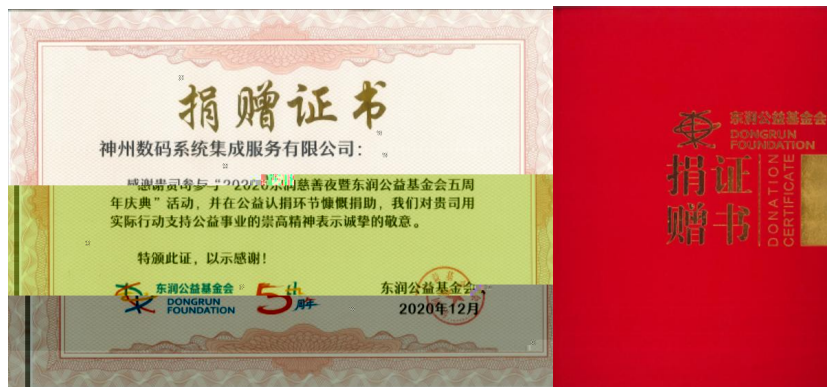 捐赠证书
神州数码系统集成服务有限公司：
感谢贵司参与“2020东润慈善夜暨东润公益基金会五周
年庆典”活动，并在公益认捐环节慷慨捐助，我们对贵司用
实际行动支持公益事业的崇高精神表示诚挚的敬意。
特颁此证，以示感谢！
东润公益基金会
DONGRUN
FOUNDATION
5th
周年
东润公益基金会
2020年12月
东润公益基金会
DONGRUN
FOUNDATION
捐证
赠书
DONATION
CERTIFICATE